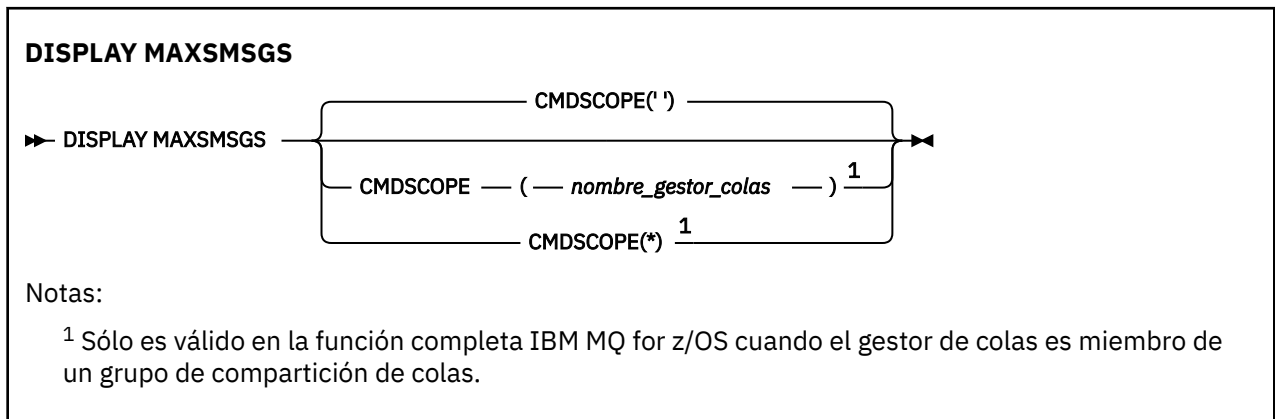 DISPLAY MAXSMSGS
CMDSCOPE(' ')
DISPLAY MAXSMSGS
CMDSCOPE ( nombre_gestor_colas ) 1
CMDSCOPE(*) 1
Notas:
1 Sólo es válido en la función completa IBM MQ for z/OS cuando el gestor de colas es miembro de
un grupo de compartición de colas.